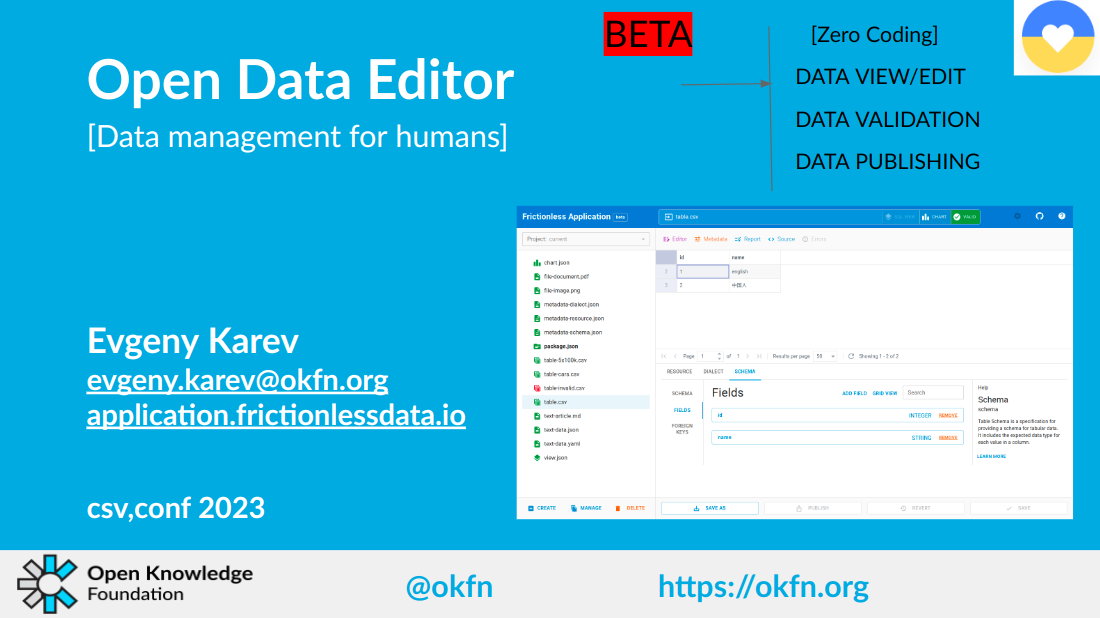 BETA
[Zero Coding]
DATA VIEW/EDIT
DATA VALIDATION
DATA PUBLISHING
Open Data Editor
[Data management for humans]
Evgeny Karev
evgeny.karev@okfn.org
application.frictionlessdata.io
csv,conf 2023
Frictionless Application beta
table.csv
CHART
VALID
Project: current
chart.json
file-document.pdf
file-image.png
metadata-dialect.json
metadata-resource.json
metadata-schema.json
package.json
table-5x100k.csv
table-cars.csv
table-invalid.csv
table.csv
text-article.md
text-data.json
text-data.yaml
view.json
CREATE MANAGE DELETE
Editor Metadata Report Source Errors
id name
2 1 english
3 2 中国人
Page 1 of 1 Results per page 50 Showing 1 - 2 of 2
RESOURCE DIALECT SCHEMA
SCHEMA
FIELDS
FOREIGN
KEYS
Fields ADD FIELD GRID VIEW Search
id INTEGER REMOVE
name STRING REMOVE
Help
Schema
schema
Table Schema is a specification for
providing a schema for tabular data.
It includes the expected data type for
each value in a column.
LEARN MORE
SAVE AS PUBLISH REVERT SAVE
Open Knowledge
Foundation
@okfn
https://okfn.org